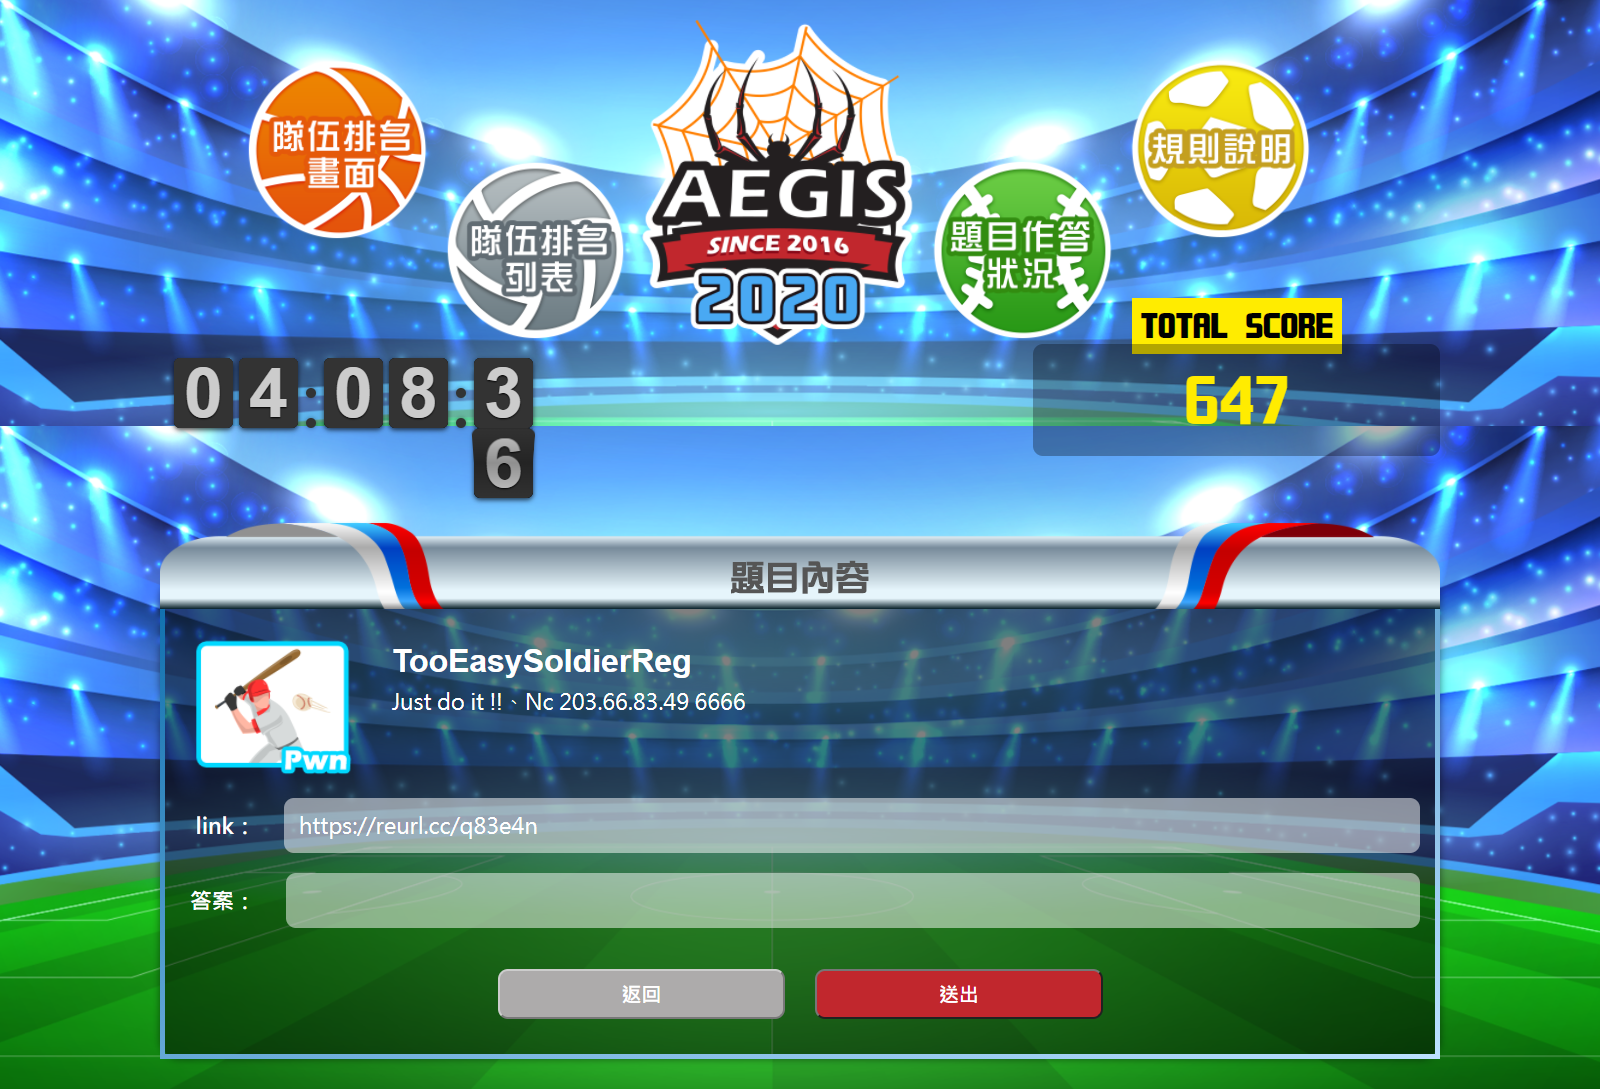 隊伍排名
畫面
隊伍排名
列表
AEGIS
SINCE 2016
2020
題目作答
狀況
規則說明
TOTAL SCORE
647
04:08:3
6
題目內容
Pwn
TooEasySoldierReg
Just do it !!、Nc 203.66.83.49 6666
link：
https://reurl.cc/q83e4n
答案：
返回
送出